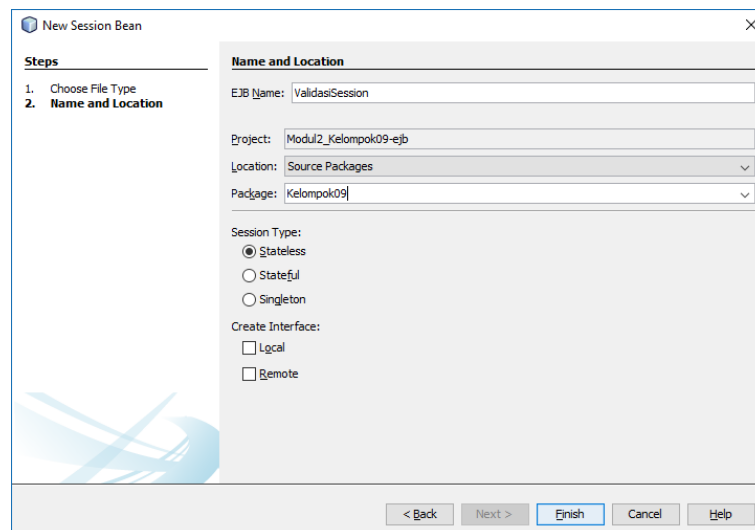 New Session Bean
Steps
1. Choose File Type
2. Name and Location
Name and Location
EJB Name: ValidasiSession
Project: Modul2_Kelompok09-ejb
Location: Source Packages
Package: Kelompok09
Session Type:
Stateless
Stateful
Singleton
Create Interface:
Local
Remote
< Back Next > Finish Cancel Help